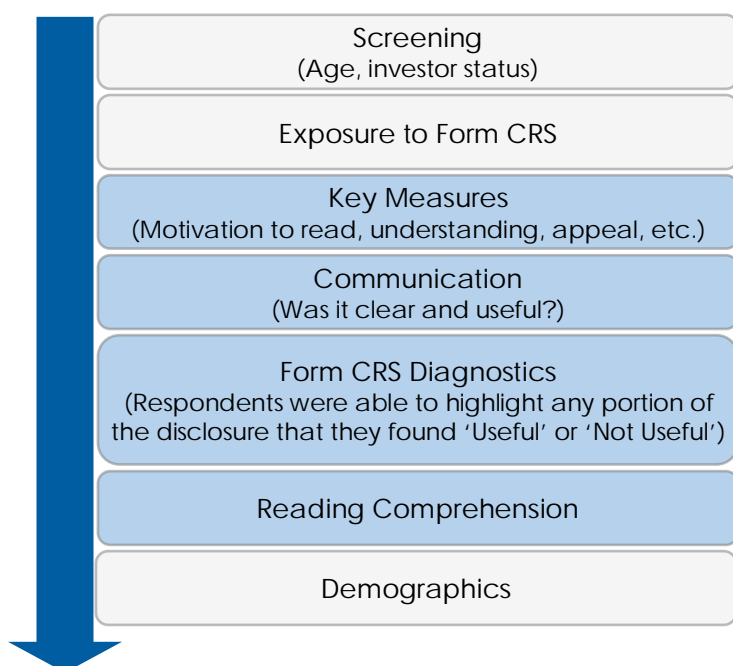 Screening
(Age, investor status)
Exposure to Form CRS
Key Measures
(Motivation to read, understanding, appeal, etc.)
Communication
(Was it clear and useful?)
Form CRS Diagnostics
(Respondents were able to highlight any portion of
the disclosure that they found ‘Useful’ or ‘Not Useful’)
Reading Comprehension
Demographics